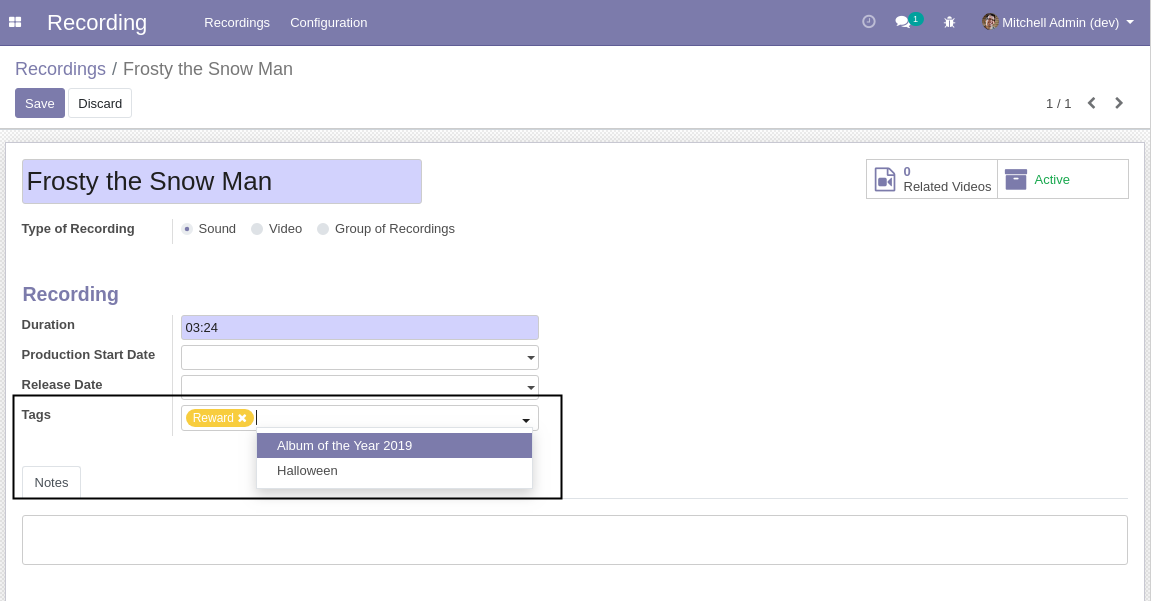 Recording Recordings Configuration 1 Mitchell Admin (dev)
Recordings / Frosty the Snow Man
Save Discard 1 / 1
Frosty the Snow Man
0
Related Videos
Active
Type of Recording Sound Video Group of Recordings
Recording
Duration 03:24
Production Start Date
Release Date
Tags Reward
Album of the Year 2019
Halloween
Notes